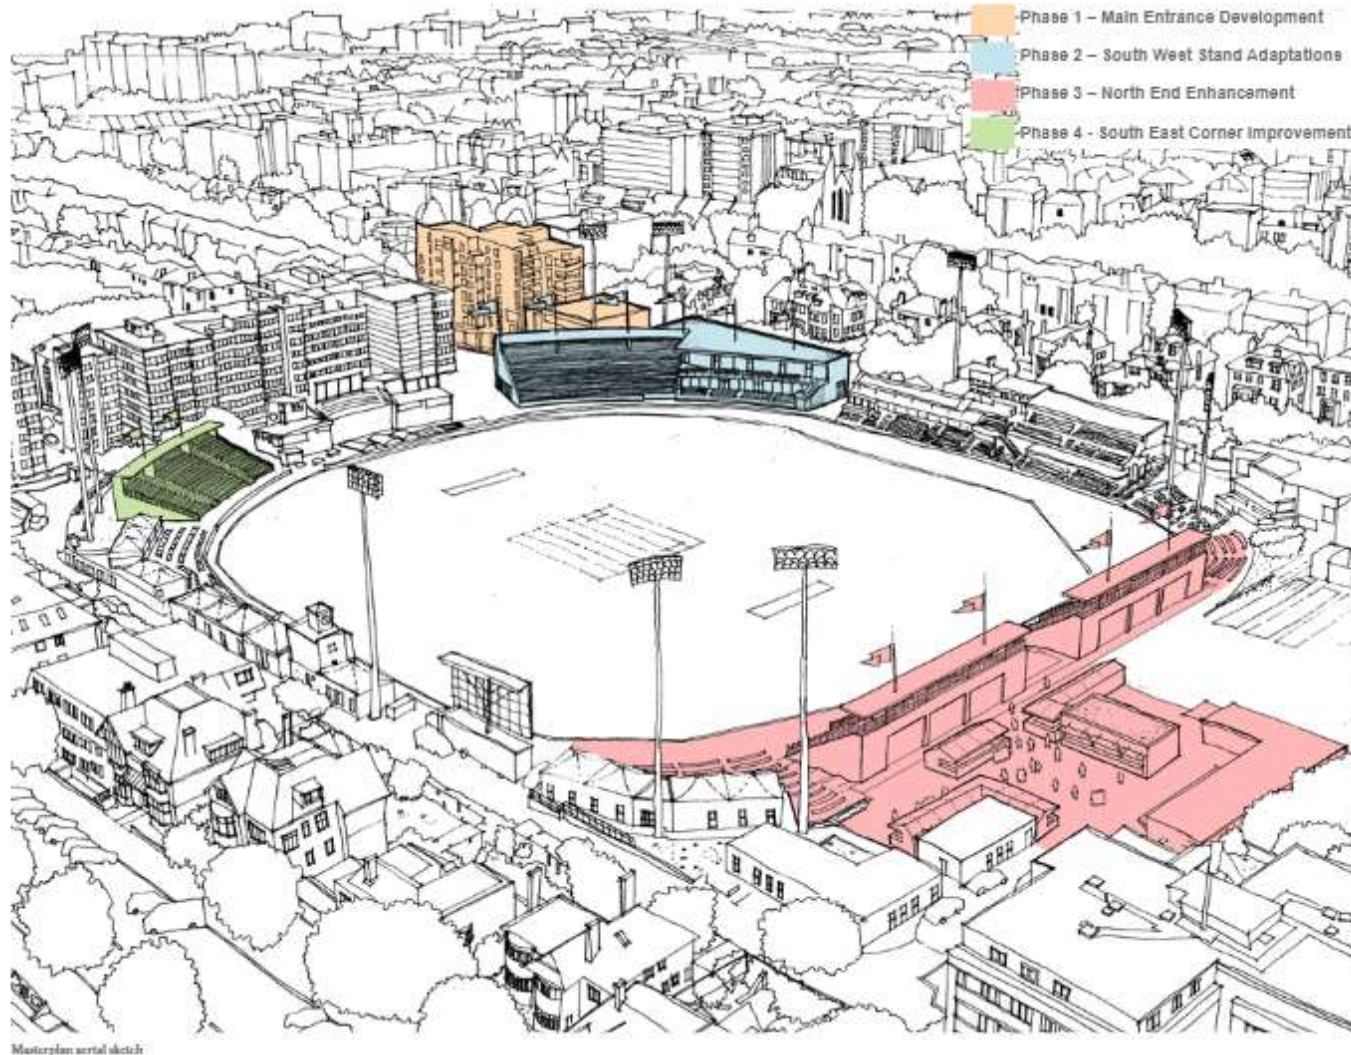 Phase 1 – Main Entrance Development
Phase 2 – South West Stand Adaptations
Phase 3 – North End Enhancement
Phase 4 - South East Corner Improvement
Masterplan aerial sketch